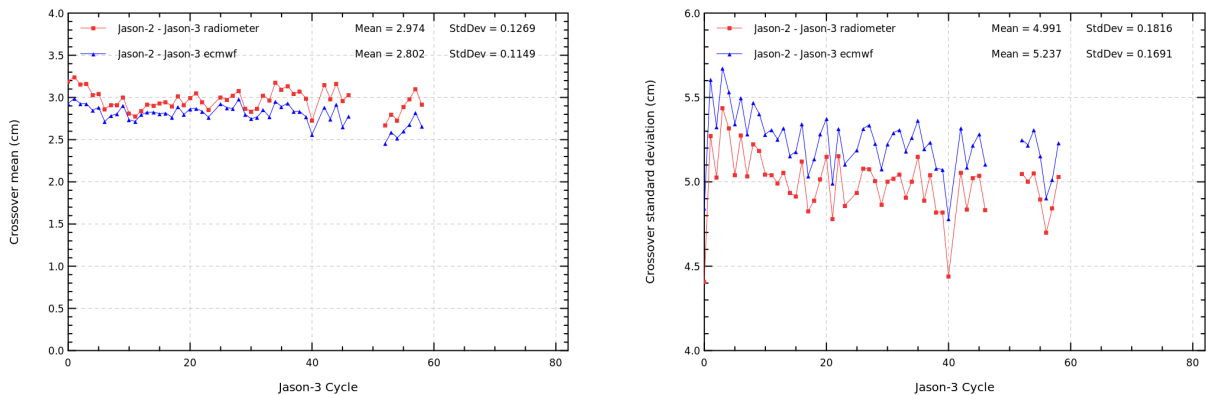 4.0
3.5
3.0
2.5
2.0
1.5
1.0
0.5
0.0
Crossover mean (cm)
Jason-2 - Jason-3 radiometer Mean = 2.974 StdDev = 0.1269
Jason-2 - Jason-3 ecmwf Mean = 2.802 StdDev = 0.1149
0 20 40 60 80
Jason-3 Cycle
6.0
5.5
5.0
4.5
4.0
Crossover standard deviation (cm)
Jason-2 - Jason-3 radiometer Mean = 4.991 StdDev = 0.1816
Jason-2 - Jason-3 ecmwf Mean = 5.237 StdDev = 0.1691
0 20 40 60 80
Jason-3 Cycle